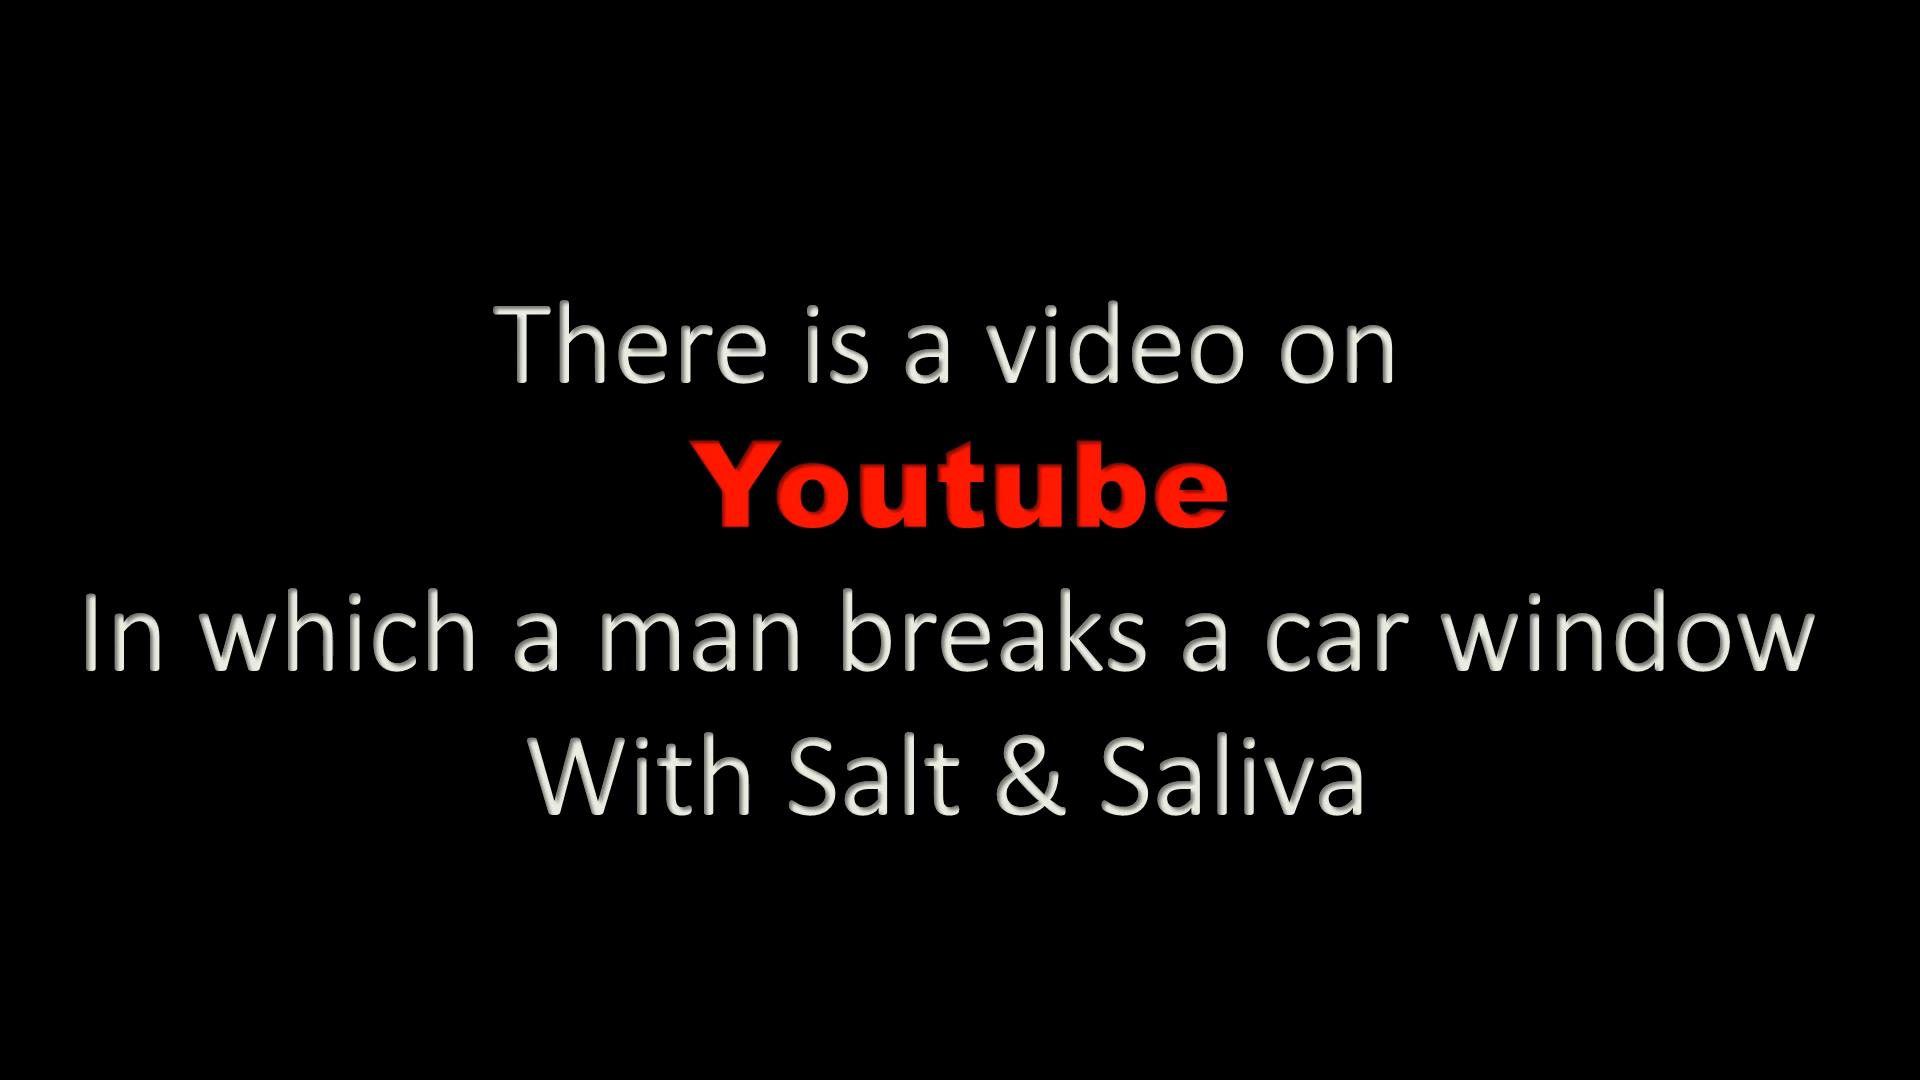 There is a video on
Youtube
In which a man breaks a car window
With Salt & Saliva